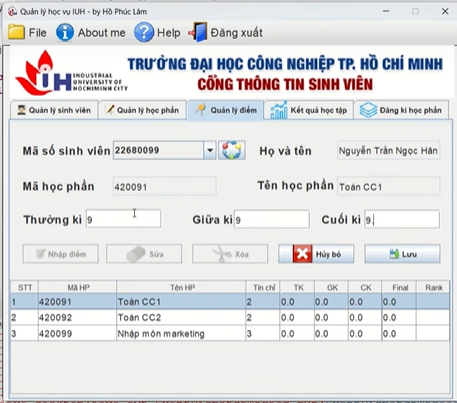 Quản lý học vụ IUH - by Hồ Phúc Lâm
File About me Help Đăng xuất
IUH INDUSTRIAL UNIVERSITY OF HOCHIMINH CITY
TRƯỜNG ĐẠI HỌC CÔNG NGHIỆP TP. HỒ CHÍ MINH
CỔNG THÔNG TIN SINH VIÊN
Quản lý sinh viên Quản lý học phần Quản lý điểm Kết quả học tập Đăng kí học phần
Mã số sinh viên 22680099 Họ và tên Nguyễn Trần Ngọc Hân
Mã học phần 420091 Tên học phần Toán CC1
Thường kì 9 Giữa kì 9 Cuối kì 9.
Nhập điểm Sửa Xóa Hủy bỏ Lưu
STT Mã HP Tên HP Tín chỉ TK GK CK Final Rank
1 420091 Toán CC1 2 0.0 0.0 0.0 0.0
2 420092 Toán CC2 2 0.0 0.0 0.0 0.0
3 420099 Nhập môn marketing 3 0.0 0.0 0.0 0.0